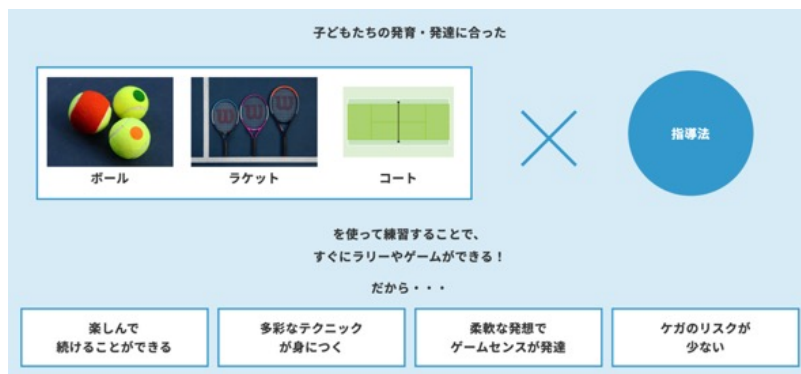 子どもたちの発育・発達に合った
ボール
ラケット
コート
指導法
を使って練習することで、
すぐにラリーやゲームができる！
だから・・・
楽しんで
続けることができる
多彩なテクニック
が身につく
柔軟な発想で
ゲームセンスが発達
ケガのリスクが
少ない